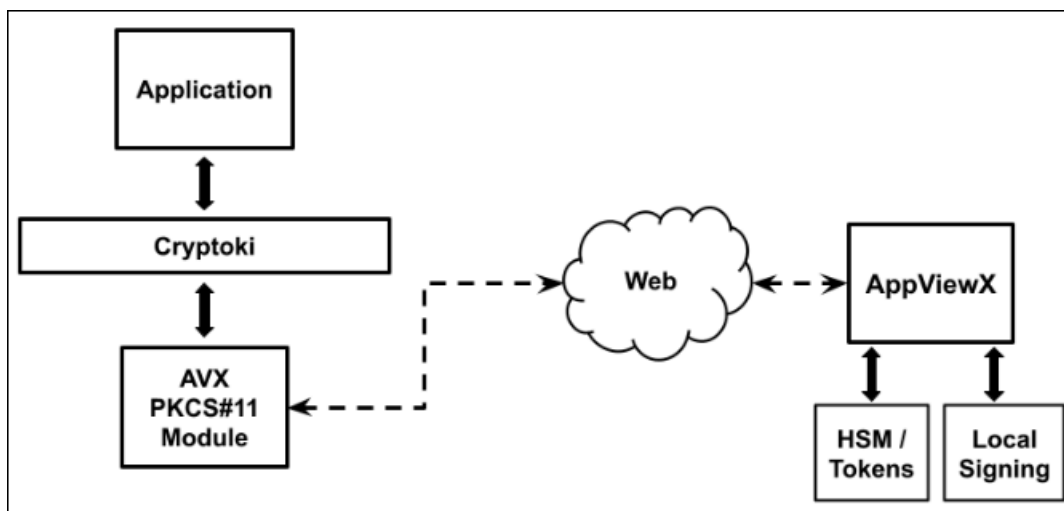 Application
Cryptoki
AVX
PKCS#11
Module
Web
AppViewX
HSM /
Tokens
Local
Signing